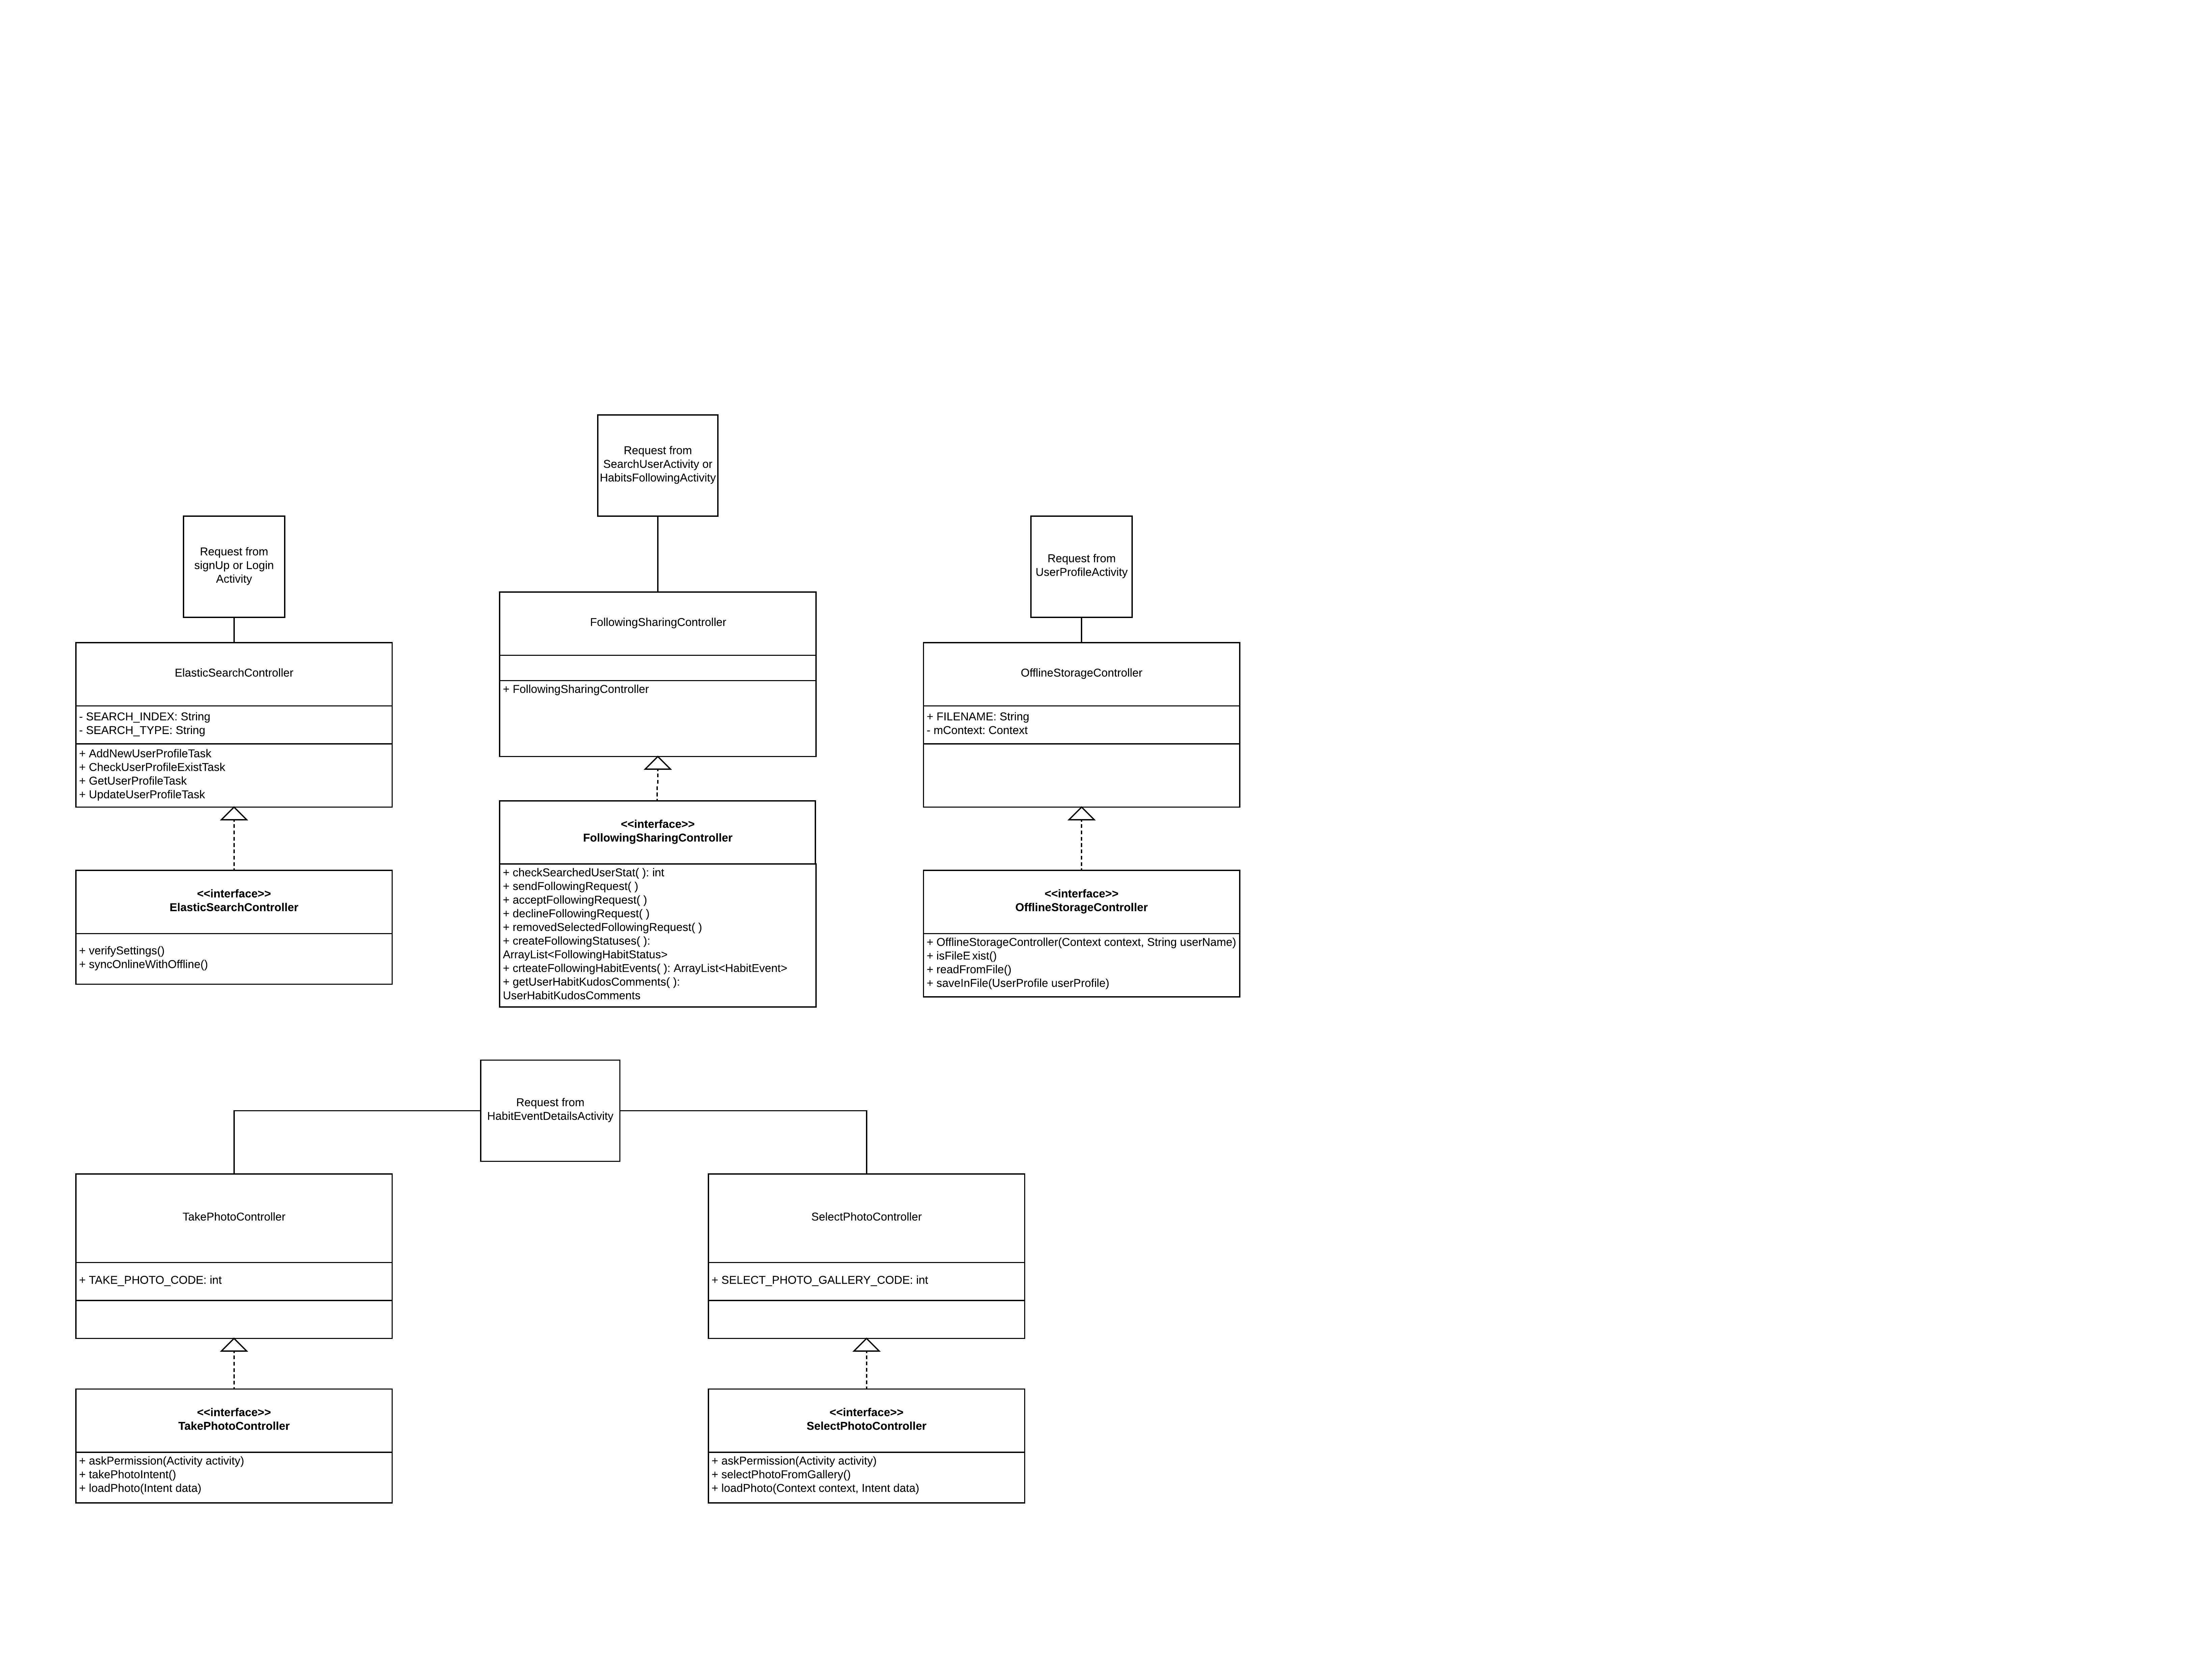 Request from
SearchUserActivity or
HabitsFollowingActivity
Request from
signUp or Login
Activity
Request from
UserProfileActivity
ElasticSearchController
- SEARCH_INDEX: String
- SEARCH_TYPE: String
+ AddNewUserProfileTask
+ CheckUserProfileExistTask
+ GetUserProfileTask
+ UpdateUserProfileTask
FollowingSharingController
+ FollowingSharingController
OfflineStorageController
+ FILENAME: String
- mContext: Context
<<interface>>
ElasticSearchController
+ verifySettings()
+ syncOnlineWithOffline()
<<interface>>
FollowingSharingController
+ checkSearchedUserStat( ): int
+ sendFollowingRequest( )
+ acceptFollowingRequest( )
+ declineFollowingRequest( )
+ removedSelectedFollowingRequest( )
+ createFollowingStatuses( ):
ArrayList<FollowingHabitStatus>
+ crteateFollowingHabitEvents( ): ArrayList<HabitEvent>
+ getUserHabitKudosComments( ):
UserHabitKudosComments
<<interface>>
OfflineStorageController
+ OfflineStorageController(Context context, String userName)
+ isFileExist()
+ readFromFile()
+ saveInFile(UserProfile userProfile)
Request from
HabitEventDetailsActivity
TakePhotoController
+ TAKE_PHOTO_CODE: int
SelectPhotoController
+ SELECT_PHOTO_GALLERY_CODE: int
<<interface>>
TakePhotoController
+ askPermission(Activity activity)
+ takePhotoIntent()
+ loadPhoto(Intent data)
<<interface>>
SelectPhotoController
+ askPermission(Activity activity)
+ selectPhotoFromGallery()
+ loadPhoto(Context context, Intent data)